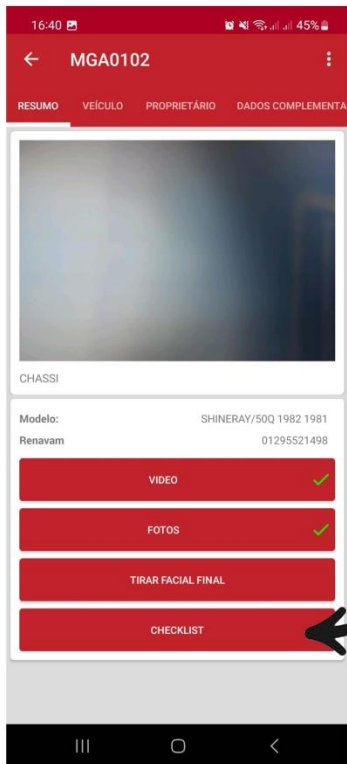 16:40 45%
MGA0102
RESUMO VEÍCULO PROPRIETÁRIO DADOS COMPLEMENTA
CHASSI
Modelo: SHINERAY/50Q 1982 1981
Renavam 01295521498
VIDEO
FOTOS
TIRAR FACIAL FINAL
CHECKLIST